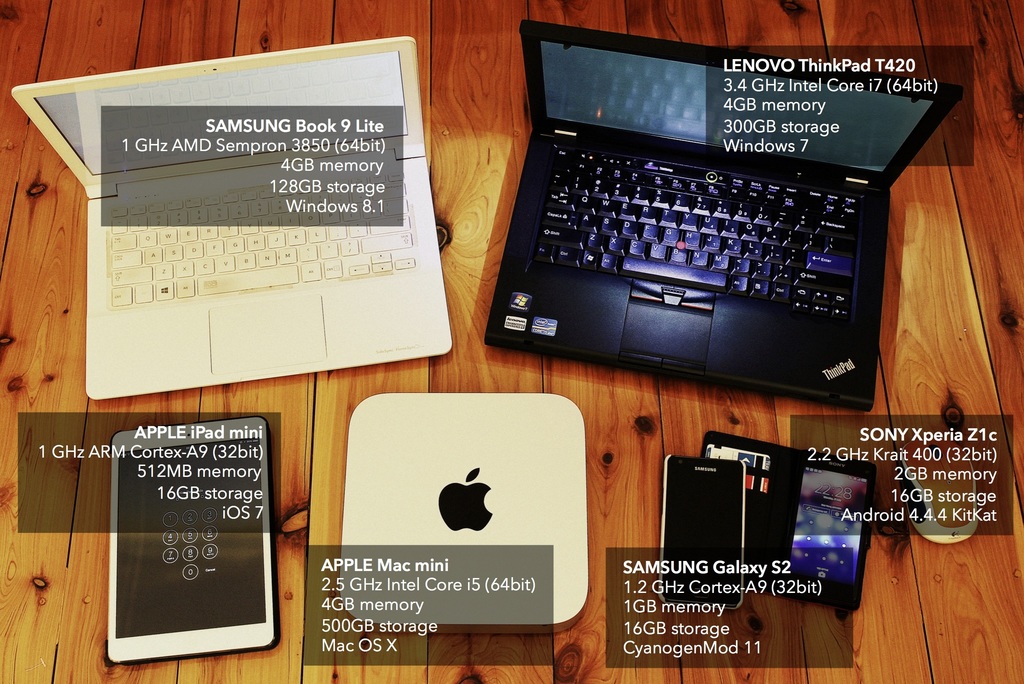 SAMSUNG Book 9 Lite
1 GHz AMD Sempron 3850 (64bit)
4GB memory
128GB storage
Windows 8.1
LENOVO ThinkPad T420
3.4 GHz Intel Core i7 (64bit)
4GB memory
300GB storage
Windows 7
ThinkPad
APPLE iPad mini
1 GHz ARM Cortex-A9 (32bit)
512MB memory
16GB storage
iOS 7
APPLE Mac mini
2.5 GHz Intel Core i5 (64bit)
4GB memory
500GB storage
Mac OS X
SAMSUNG
SAMSUNG Galaxy S2
1.2 GHz Cortex-A9 (32bit)
1GB memory
16GB storage
CyanogenMod 11
SONY
22:28
SONY Xperia Z1c
2.2 GHz Krait 400 (32bit)
2GB memory
16GB storage
Android 4.4.4 KitKat